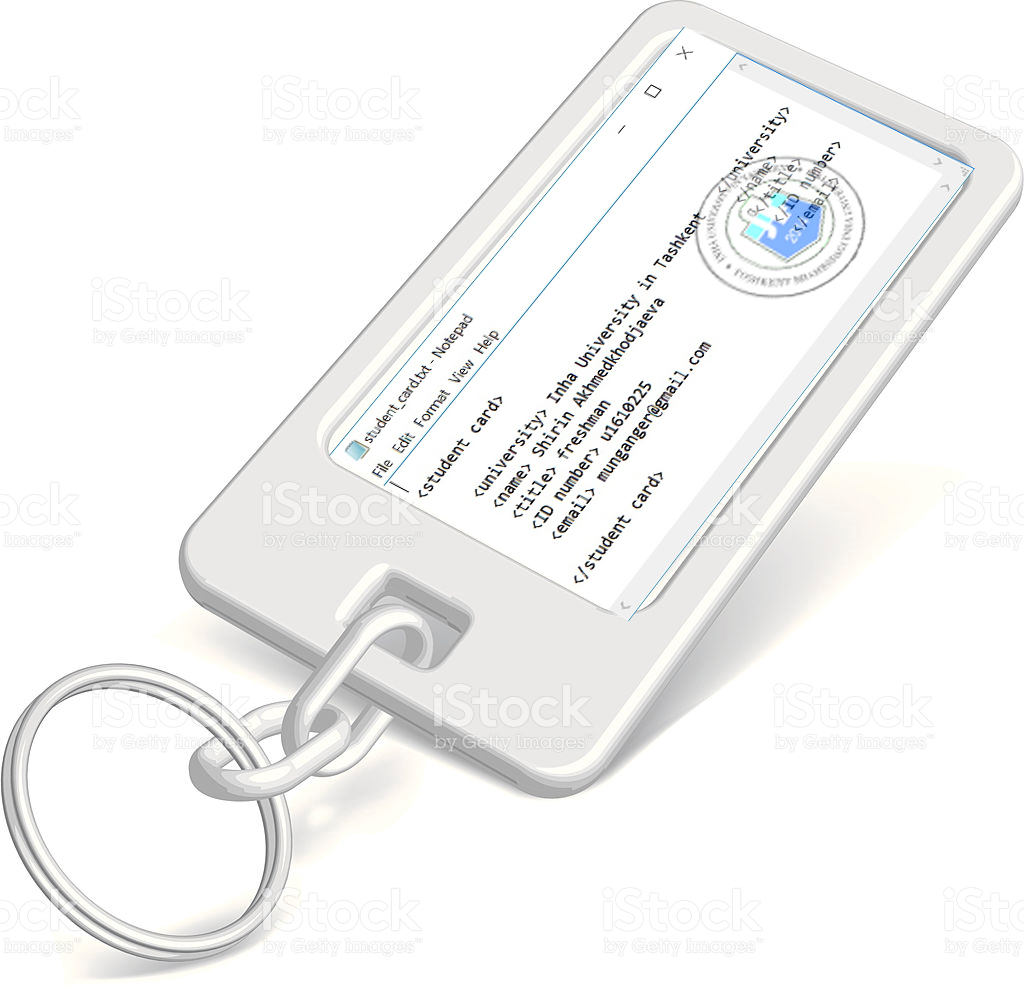 student_card.txt - Notepad
File Edit Format View Help
<student card>
<university> Inha University in Tashkent </university>
<name> Shirin Akhmedkhodjaeva </name>
<title> freshman </title>
<ID number> u1610225 </ID number>
<email> munganger@gmail.com </email>
</student card>
iStock
by Getty Images™